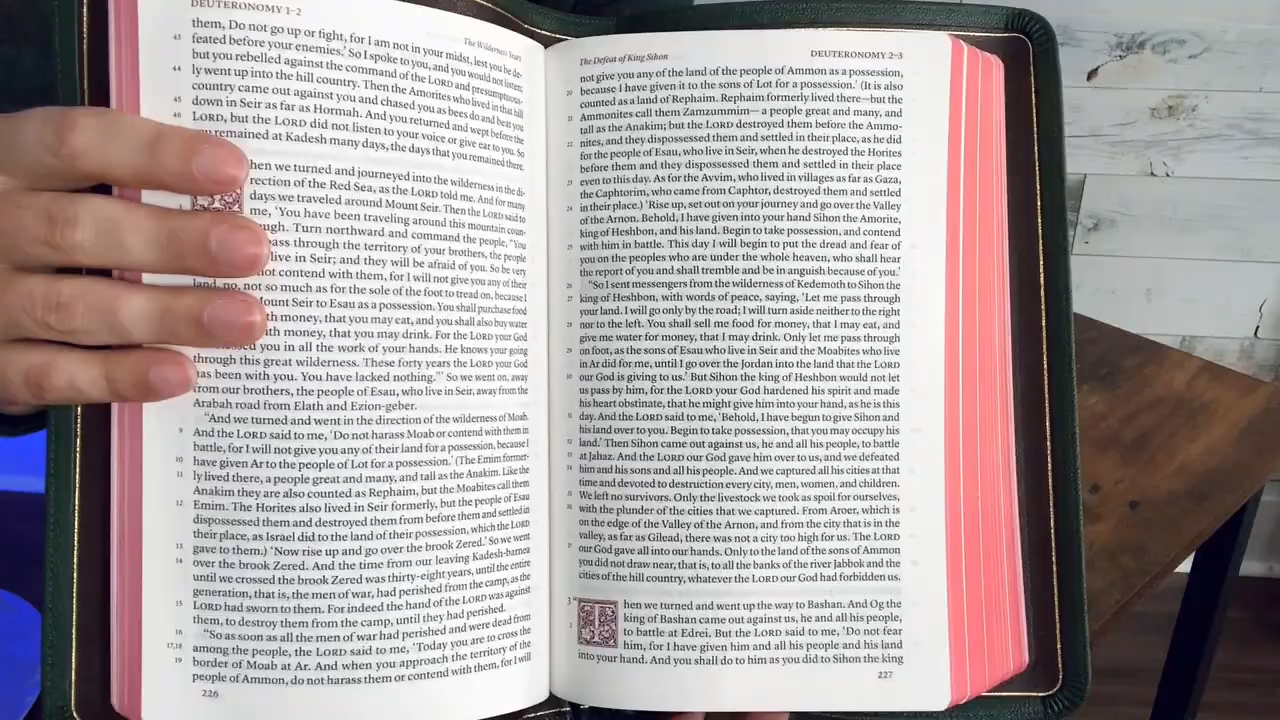 DEUTERONOMY 1–2
The Wilderness Years
them, Do not go up or fight, for I am not in your midst, lest you be de-
43 feated before your enemies.’ So I spoke to you, and you would not listen;
but you rebelled against the command of the LORD and presumptuous-
44 ly went up into the hill country. Then the Amorites who lived in that hill
country came out against you and chased you as bees do and beat you
45 down in Seir as far as Hormah. And you returned and wept before the
46 LORD, but the LORD did not listen to your voice or give ear to you. So
remained at Kadesh many days, the days that you remained there.
hen we turned and journeyed into the wilderness in the di-
rection of the Red Sea, as the LORD told me. And for many
days we traveled around Mount Seir. Then the LORD said to
me, ‘You have been traveling around this mountain coun-
Turn northward and command the people, “You
pass through the territory of your brothers, the people
live in Seir; and they will be afraid of you. So be very
not contend with them, for I will not give you any of their
land, no, not so much as for the sole of the foot to tread on, because I
Mount Seir to Esau as a possession. You shall purchase food
money, that you may eat, and you shall also buy water
money, that you may drink. For the LORD your God
you in all the work of your hands. He knows your going
through this great wilderness. These forty years the LORD your God
has been with you. You have lacked nothing.”’ So we went on, away
from our brothers, the people of Esau, who live in Seir, away from the
Arabah road from Elath and Ezion-geber.
“And we turned and went in the direction of the wilderness of Moab.
9 And the LORD said to me, ‘Do not harass Moab or contend with them in
battle, for I will not give you any of their land for a possession, because I
10 have given Ar to the people of Lot for a possession.’ (The Emim former-
11 ly lived there, a people great and many, and tall as the Anakim. Like the
Anakim they are also counted as Rephaim, but the Moabites call them
12 Emim. The Horites also lived in Seir formerly, but the people of Esau
dispossessed them and destroyed them from before them and settled in
their place, as Israel did to the land of their possession, which the LORD
13 gave to them.) ‘Now rise up and go over the brook Zered.’ So we went
14 over the brook Zered. And the time from our leaving Kadesh-barnea
until we crossed the brook Zered was thirty-eight years, until the entire
generation, that is, the men of war, had perished from the camp, as the
15 LORD had sworn to them. For indeed the hand of the LORD was against
them, to destroy them from the camp, until they had perished.
16 “So as soon as all the men of war had perished and were dead from
17,18 among the people, the LORD said to me, ‘Today you are to cross the
19 border of Moab at Ar. And when you approach the territory of the
people of Ammon, do not harass them or contend with them, for I will
226
The Defeat of King Sihon
DEUTERONOMY 2–3
not give you any of the land of the people of Ammon as a possession,
20 because I have given it to the sons of Lot for a possession.’ (It is also
counted as a land of Rephaim. Rephaim formerly lived there—but the
21 Ammonites call them Zamzummim— a people great and many, and
tall as the Anakim; but the LORD destroyed them before the Ammo-
22 nites, and they dispossessed them and settled in their place, as he did
for the people of Esau, who live in Seir, when he destroyed the Horites
before them and they dispossessed them and settled in their place
23 even to this day. As for the Avvim, who lived in villages as far as Gaza,
the Caphtorim, who came from Caphtor, destroyed them and settled
24 in their place.) ‘Rise up, set out on your journey and go over the Valley
of the Arnon. Behold, I have given into your hand Sihon the Amorite,
king of Heshbon, and his land. Begin to take possession, and contend
25 with him in battle. This day I will begin to put the dread and fear of
you on the peoples who are under the whole heaven, who shall hear
the report of you and shall tremble and be in anguish because of you.’
26 “So I sent messengers from the wilderness of Kedemoth to Sihon the
27 king of Heshbon, with words of peace, saying, ‘Let me pass through
your land. I will go only by the road; I will turn aside neither to the right
28 nor to the left. You shall sell me food for money, that I may eat, and
give me water for money, that I may drink. Only let me pass through
29 on foot, as the sons of Esau who live in Seir and the Moabites who live
in Ar did for me, until I go over the Jordan into the land that the LORD
30 our God is giving to us.’ But Sihon the king of Heshbon would not let
us pass by him, for the LORD your God hardened his spirit and made
his heart obstinate, that he might give him into your hand, as he is this
31 day. And the LORD said to me, ‘Behold, I have begun to give Sihon and
his land over to you. Begin to take possession, that you may occupy his
32 land.’ Then Sihon came out against us, he and all his people, to battle
33 at Jahaz. And the LORD our God gave him over to us, and we defeated
34 him and his sons and all his people. And we captured all his cities at that
time and devoted to destruction every city, men, women, and children.
35 We left no survivors. Only the livestock we took as spoil for ourselves,
36 with the plunder of the cities that we captured. From Aroer, which is
on the edge of the Valley of the Arnon, and from the city that is in the
valley, as far as Gilead, there was not a city too high for us. The LORD
37 our God gave all into our hands. Only to the land of the sons of Ammon
you did not draw near, that is, to all the banks of the river Jabbok and the
cities of the hill country, whatever the LORD our God had forbidden us.
3 “T hen we turned and went up the way to Bashan. And Og the
king of Bashan came out against us, he and all his people,
2 to battle at Edrei. But the LORD said to me, ‘Do not fear
him, for I have given him and all his people and his land
into your hand. And you shall do to him as you did to Sihon the king
227